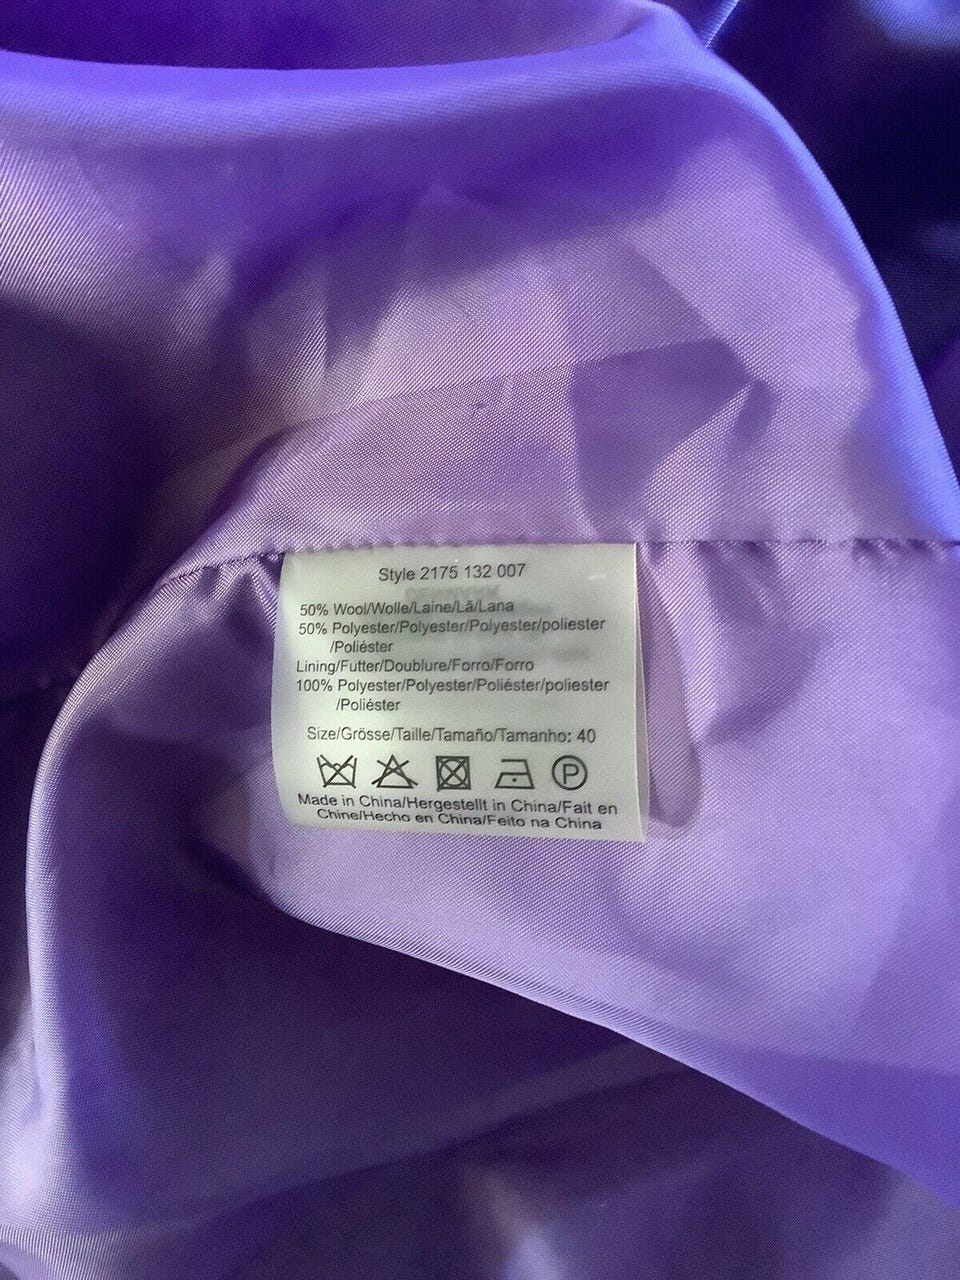 Style 2175 132 007
50% Wool/Wolle/Laine/Lã/Lana
50% Polyester/Polyester/Polyester/poliester
/Poliéster
Lining/Futter/Doublure/Forro/Forro
100% Polyester/Polyester/Poliéster/poliester
/Poliéster
Size/Grösse/Taille/Tamaño/Tamanho: 40
P
Made in China/Hergestellt in China/Fait en
Chine/Hecho en China/Feito na China